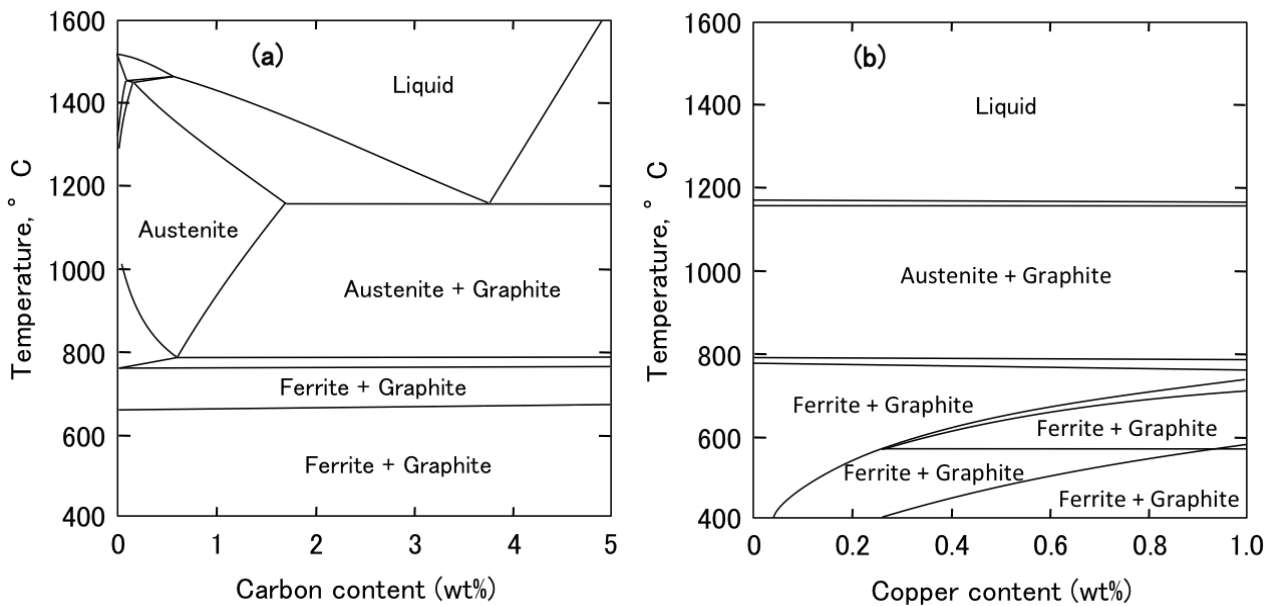 (a)
1600
1400
1200
1000
800
600
400
Temperature, ° C
Liquid
Austenite
Austenite + Graphite
Ferrite + Graphite
Ferrite + Graphite
0 1 2 3 4 5
Carbon content (wt%)
(b)
1600
1400
1200
1000
800
600
400
Temperature, ° C
Liquid
Austenite + Graphite
Ferrite + Graphite
Ferrite + Graphite
Ferrite + Graphite
Ferrite + Graphite
0 0.2 0.4 0.6 0.8 1.0
Copper content (wt%)